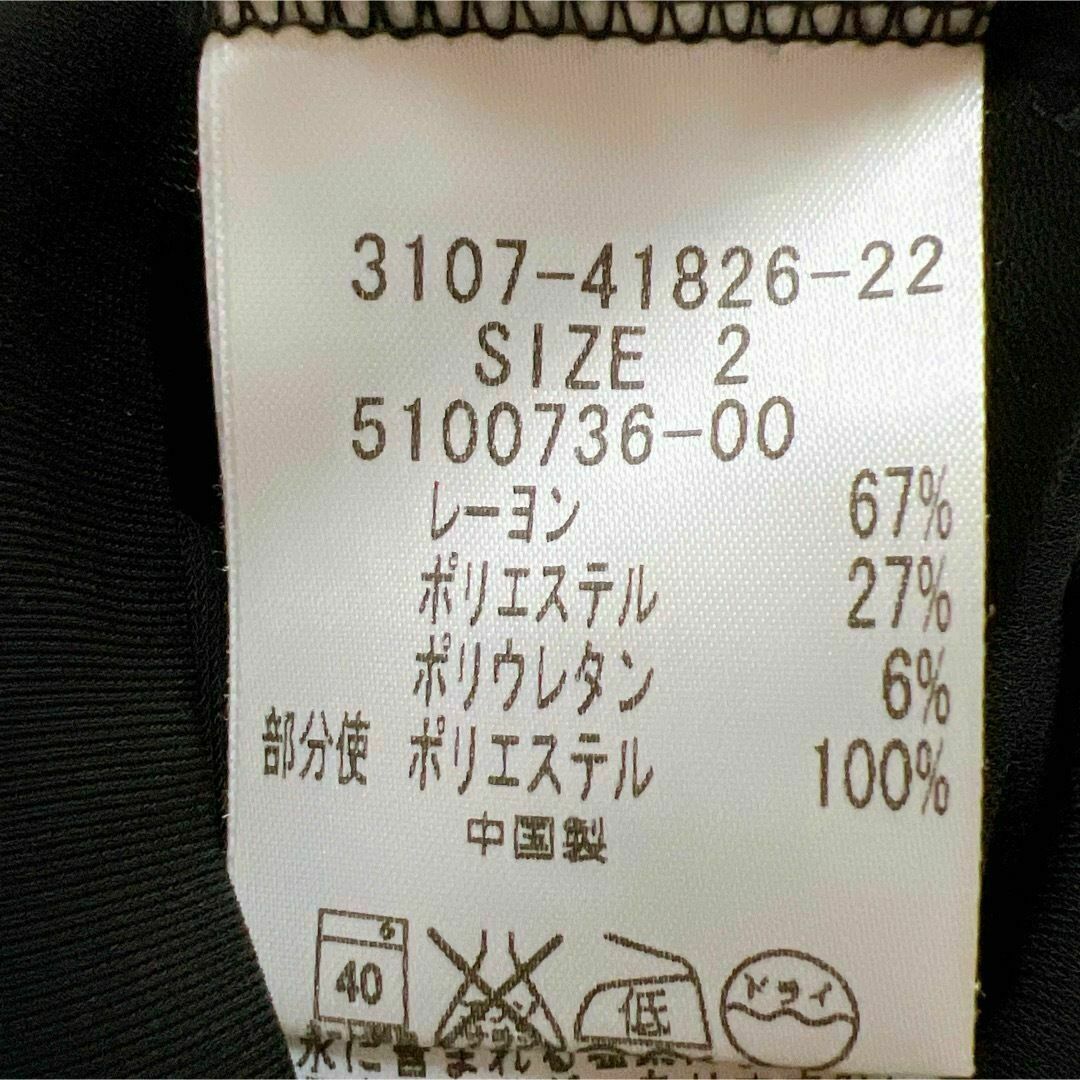 3107-41826-22
SIZE 2
5100736-00
レーヨン 67%
ポリエステル 27%
ポリウレタン 6%
部分使 ポリエステル 100%
中国製
6
40
低
ドライ